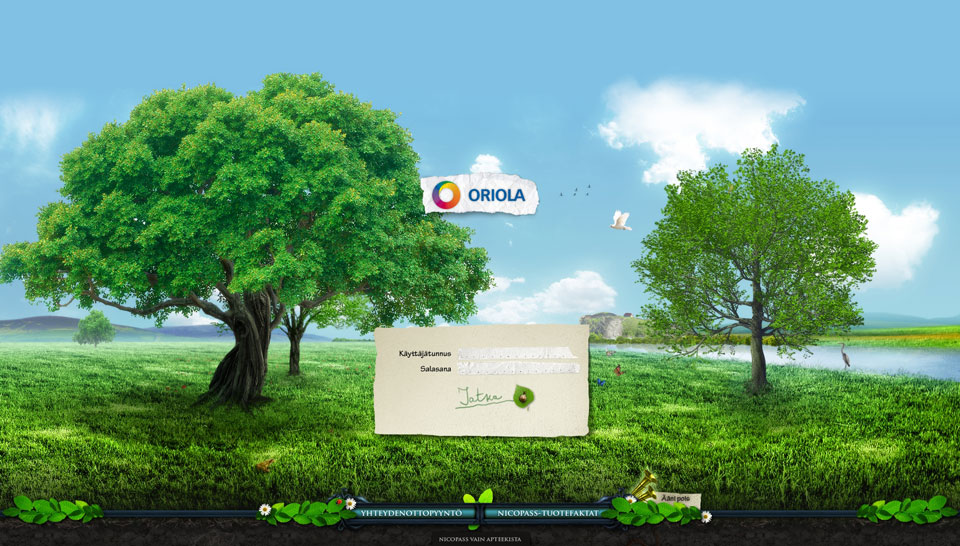 ORIOLA
Käyttäjätunnus
Salasana
Jatka
YHTEYDENOTTOPYYNTÖ
NICOPASS-TUOTEFAKTAT
Ääni pois
NICOPASS VAIN APTEEKISTA